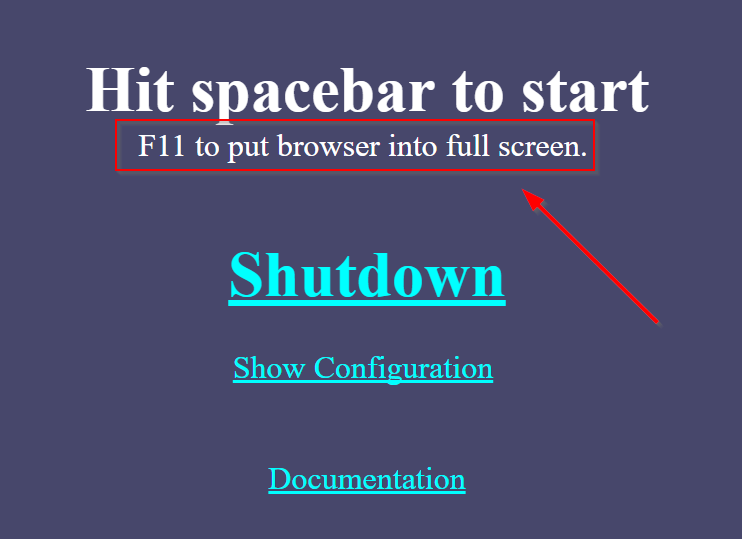 Hit spacebar to start
F11 to put browser into full screen.
Shutdown
Show Configuration
Documentation